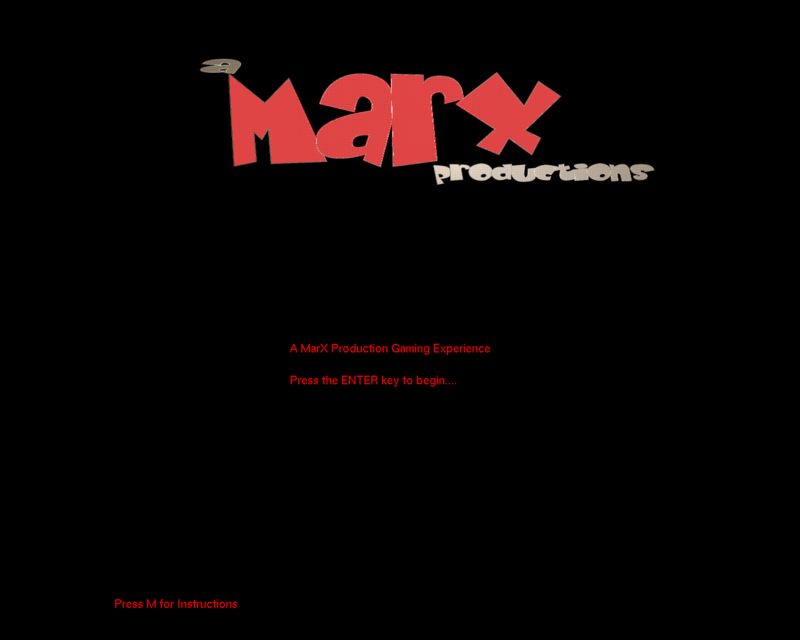 a
Marx
productions
A MarX Production Gaming Experience
Press the ENTER key to begin....
Press M for Instructions